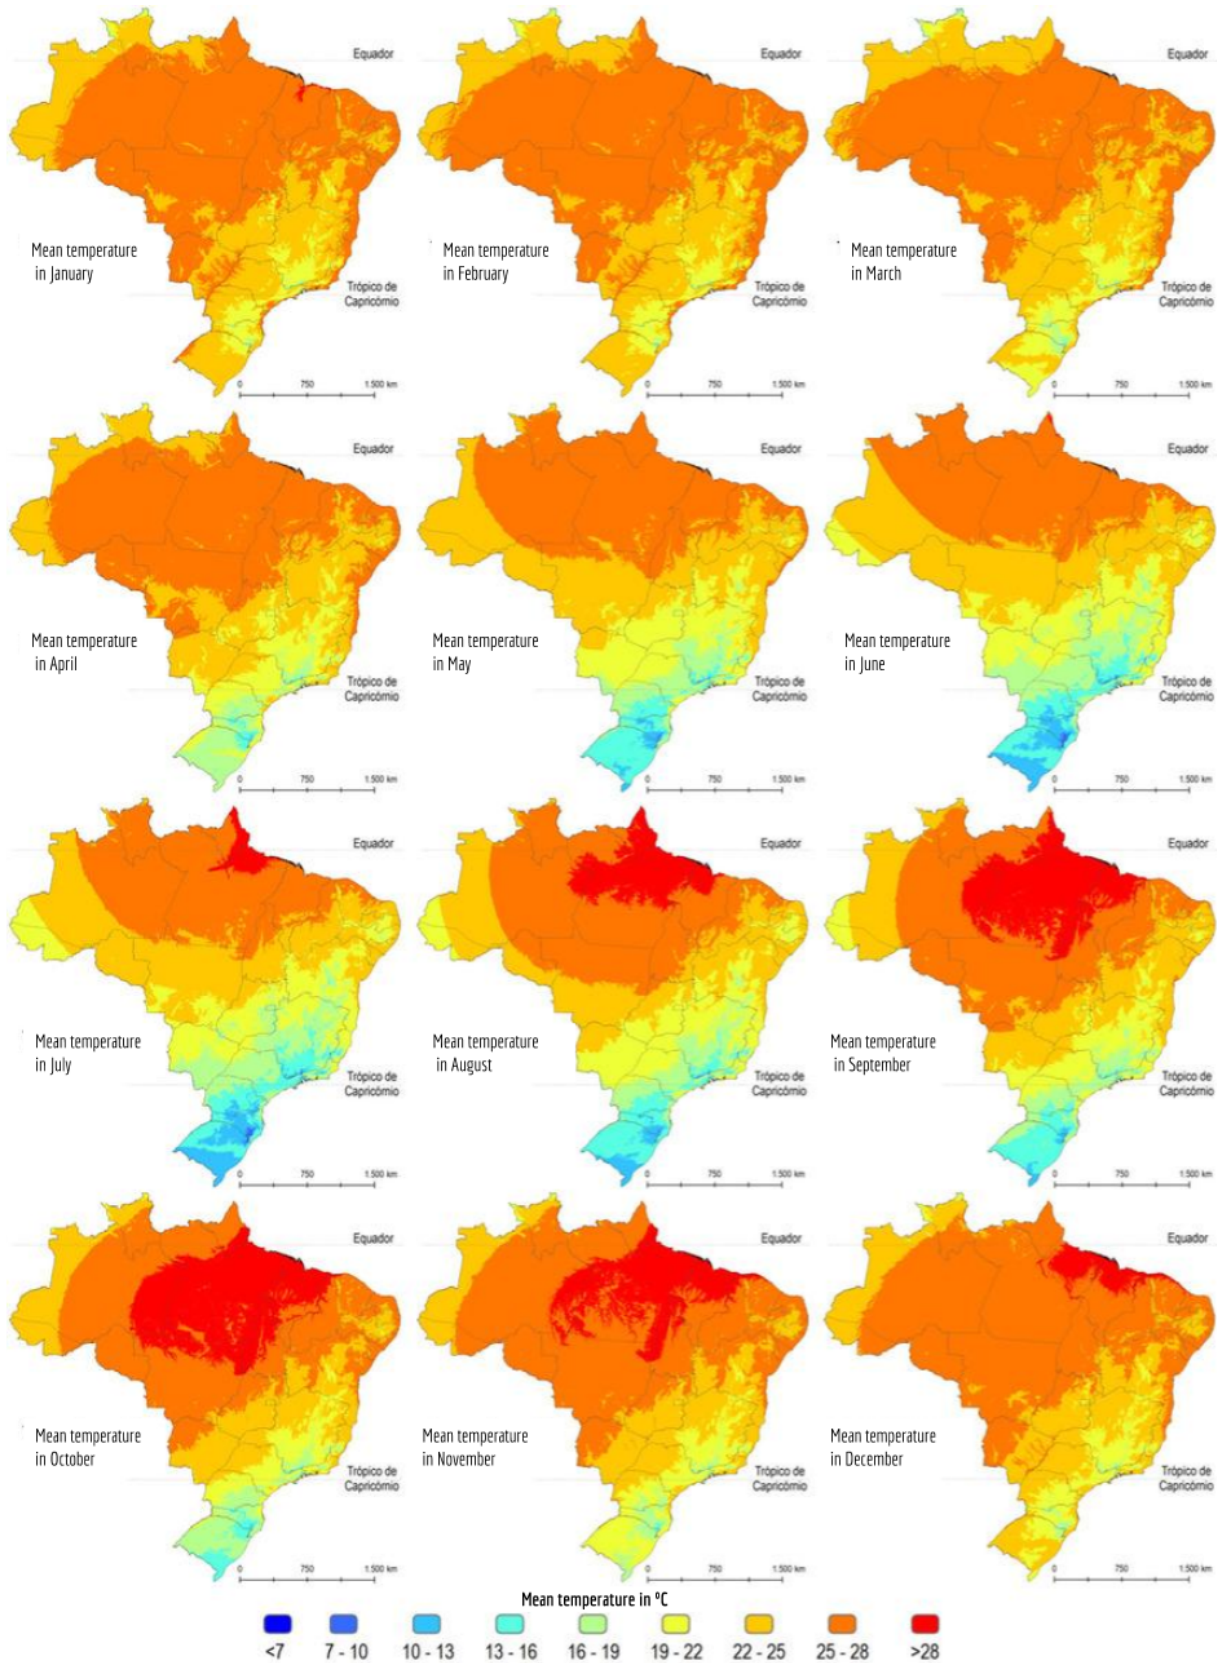 Equador
Equador
Equador
Mean temperature
in January
Mean temperature
in February
Mean temperature
in March
Trópico de
Capricórnio
Trópico de
Capricórnio
Trópico de
Capricórnio
0 750 1.500 km
0 750 1.500 km
0 750 1.500 km
Equador
Equador
Equador
Mean temperature
in April
Mean temperature
in May
Mean temperature
in June
Trópico de
Capricórnio
Trópico de
Capricórnio
Trópico de
Capricórnio
0 750 1.500 km
0 750 1.500 km
0 750 1.500 km
Equador
Equador
Equador
Mean temperature
in July
Mean temperature
in August
Mean temperature
in September
Trópico de
Capricórnio
Trópico de
Capricórnio
Trópico de
Capricórnio
0 750 1.500 km
0 750 1.500 km
0 750 1.500 km
Equador
Equador
Equador
Mean temperature
in October
Mean temperature
in November
Mean temperature
in December
Trópico de
Capricórnio
Trópico de
Capricórnio
Trópico de
Capricórnio
0 750 1.500 km
0 750 1.500 km
0 750 1.500 km
Mean temperature in ºC
<7 7 - 10 10 - 13 13 - 16 16 - 19 19 - 22 22 - 25 25 - 28 >28